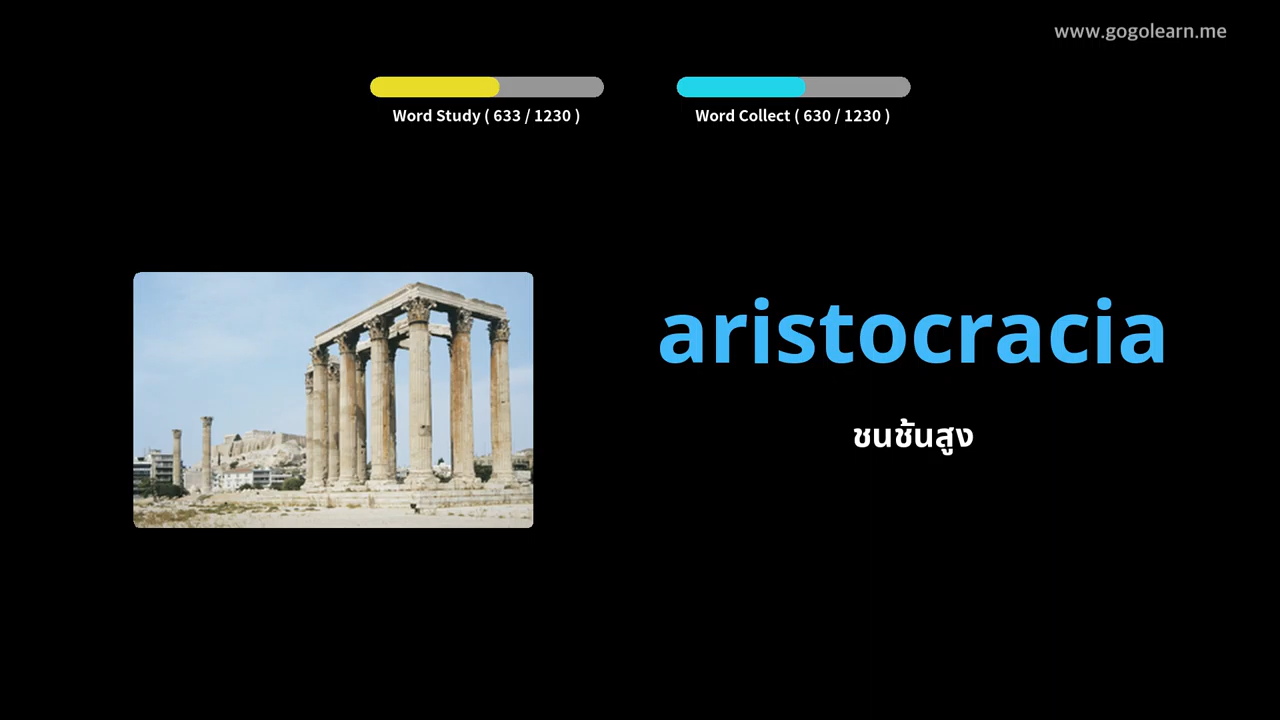 www.gogolearn.me
Word Study ( 633 / 1230 )
Word Collect ( 630 / 1230 )
aristocracia
ชนชั้นสูง